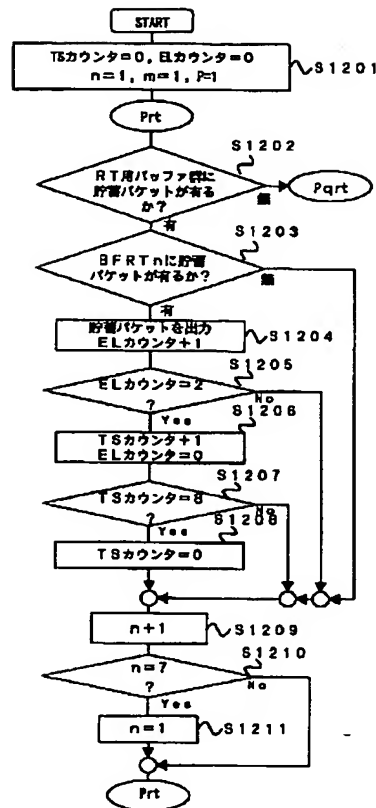 START
TSカウンタ=0,ELカウンタ=0
n=1, m=1, P=1
S1201
Prt
S1202
RT用バッファ群に
貯蓄パケットが有る
か?
無
Pqrt
有
S1203
BFRTnに貯蓄
パケットが有るか?
無
有
貯蓄パケットを出力
ELカウンタ+1
S1204
S1205
ELカウンタ=2
?
No
Yes
S1206
TSカウンタ+1
ELカウンタ=0
S1207
TSカウンタ=8
?
No
Yes
S1208
TSカウンタ=0
n+1
S1209
S1210
n=7
?
No
Yes
n=1
S1211
Prt